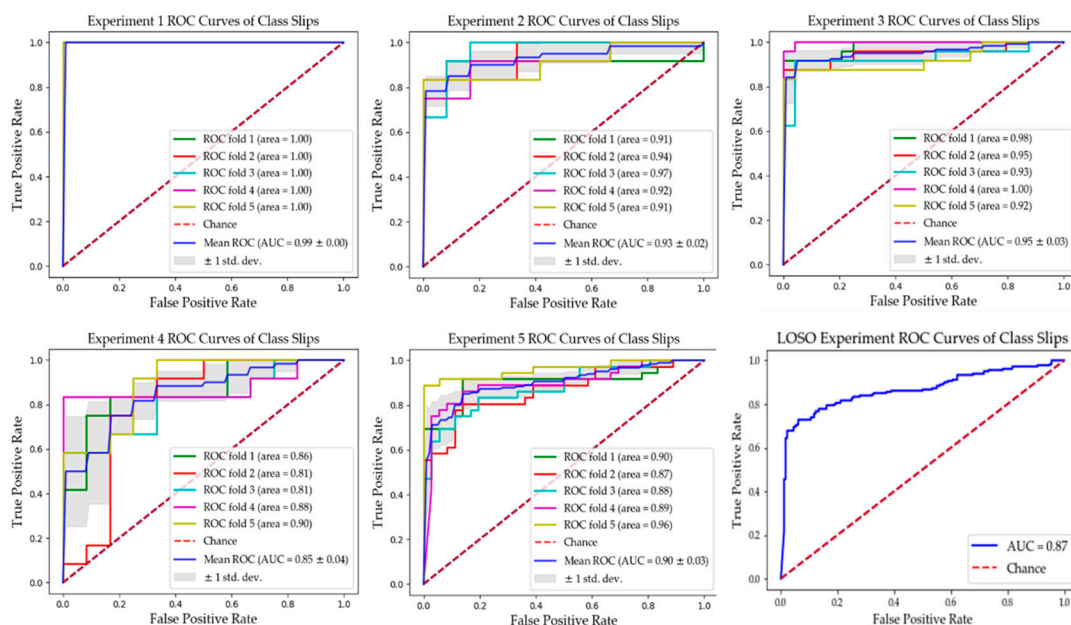 Experiment 1 ROC Curves of Class Slips
True Positive Rate
1.0
0.8
0.6
0.4
0.2
0.0
ROC fold 1 (area = 1.00)
ROC fold 2 (area = 1.00)
ROC fold 3 (area = 1.00)
ROC fold 4 (area = 1.00)
ROC fold 5 (area = 1.00)
Chance
Mean ROC (AUC = 0.99 ± 0.00)
± 1 std. dev.
0.0 0.2 0.4 0.6 0.8 1.0
False Positive Rate
Experiment 2 ROC Curves of Class Slips
True Positive Rate
1.0
0.8
0.6
0.4
0.2
0.0
ROC fold 1 (area = 0.91)
ROC fold 2 (area = 0.94)
ROC fold 3 (area = 0.97)
ROC fold 4 (area = 0.92)
ROC fold 5 (area = 0.91)
Chance
Mean ROC (AUC = 0.93 ± 0.02)
± 1 std. dev.
0.0 0.2 0.4 0.6 0.8 1.0
False Positive Rate
Experiment 3 ROC Curves of Class Slips
True Positive Rate
1.0
0.8
0.6
0.4
0.2
0.0
ROC fold 1 (area = 0.98)
ROC fold 2 (area = 0.95)
ROC fold 3 (area = 0.93)
ROC fold 4 (area = 1.00)
ROC fold 5 (area = 0.92)
Chance
Mean ROC (AUC = 0.95 ± 0.03)
± 1 std. dev.
0.0 0.2 0.4 0.6 0.8 1.0
False Positive Rate
Experiment 4 ROC Curves of Class Slips
True Positive Rate
1.0
0.8
0.6
0.4
0.2
0.0
ROC fold 1 (area = 0.86)
ROC fold 2 (area = 0.81)
ROC fold 3 (area = 0.81)
ROC fold 4 (area = 0.88)
ROC fold 5 (area = 0.90)
Chance
Mean ROC (AUC = 0.85 ± 0.04)
± 1 std. dev.
0.0 0.2 0.4 0.6 0.8 1.0
False Positive Rate
Experiment 5 ROC Curves of Class Slips
True Positive Rate
1.0
0.8
0.6
0.4
0.2
0.0
ROC fold 1 (area = 0.90)
ROC fold 2 (area = 0.87)
ROC fold 3 (area = 0.88)
ROC fold 4 (area = 0.89)
ROC fold 5 (area = 0.96)
Chance
Mean ROC (AUC = 0.90 ± 0.03)
± 1 std. dev.
0.0 0.2 0.4 0.6 0.8 1.0
False Positive Rate
LOSO Experiment ROC Curves of Class Slips
True Positive Rate
1.0
0.8
0.6
0.4
0.2
0.0
AUC = 0.87
Chance
0.0 0.2 0.4 0.6 0.8 1.0
False Positive Rate